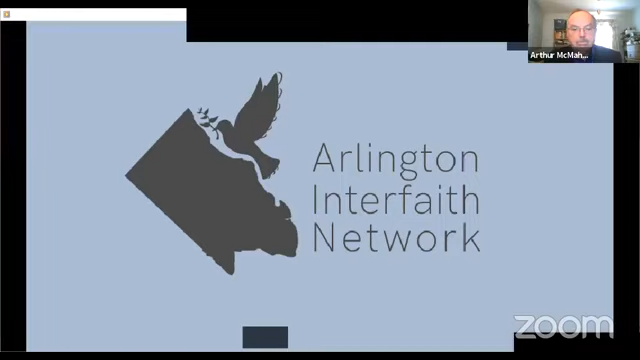 Arthur McMah...
Arlington
Interfaith
Network
zoom